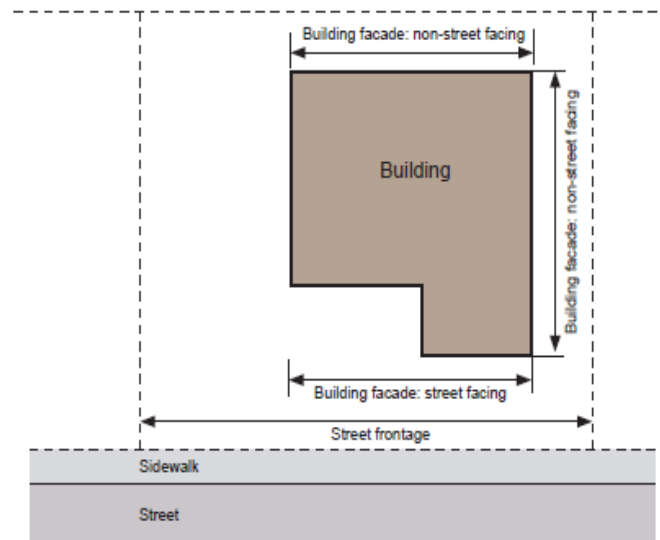 Building facade: non-street facing
Building
Building facade: non-street facing
Building facade: street facing
Street frontage
Sidewalk
Street